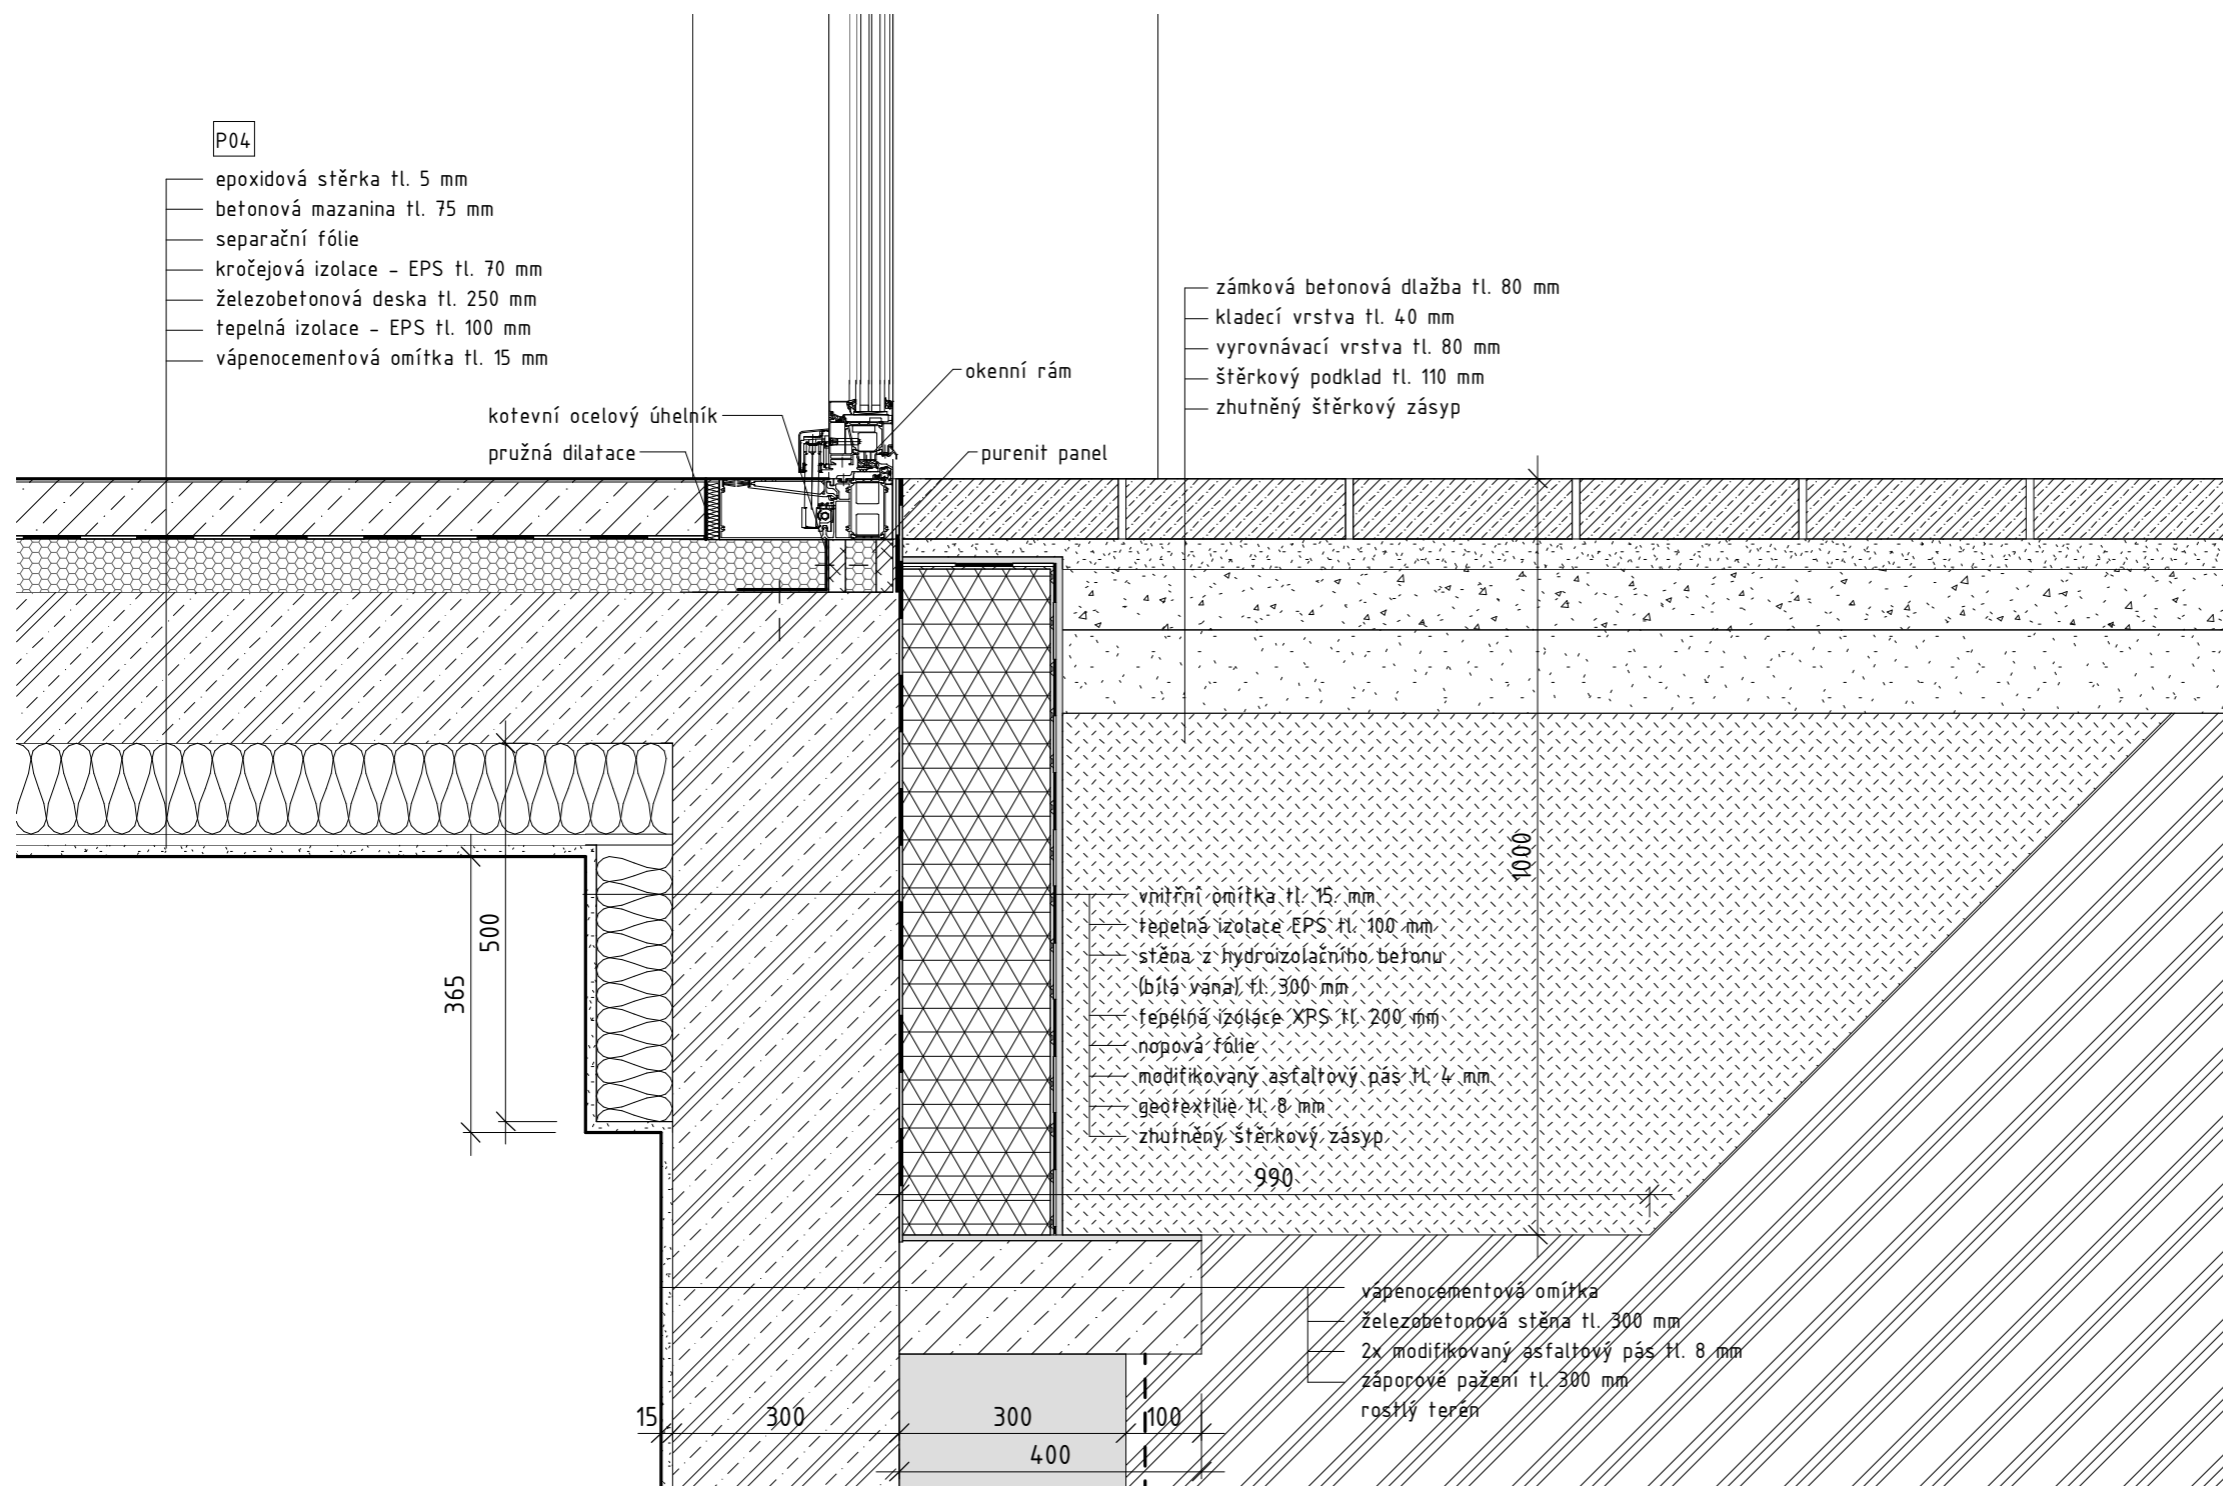 P04
epoxidová stěrka tl. 5 mm
betonová mazanina tl. 75 mm
separační fólie
kročejová izolace - EPS tl. 70 mm
železobetonová deska tl. 250 mm
tepelná izolace - EPS tl. 100 mm
vápenocementová omítka tl. 15 mm
zámková betonová dlažba tl. 80 mm
kladecí vrstva tl. 40 mm
vyrovnávací vrstva tl. 80 mm
štěrkový podklad tl. 110 mm
zhutněný štěrkový zásyp
okenní rám
kotevní ocelový úhelník
pružná dilatace
purenit panel
1000
500
365
vnitřní omítka tl. 15 mm
tepelná izolace EPS tl. 100 mm
stěna z hydroizolačního betonu
(bílá vana) tl. 300 mm
tepelná izolace XPS tl. 200 mm
nopová fólie
modifikovaný asfaltový pás tl. 4 mm
geotextilie tl. 8 mm
zhutněný štěrkový zásyp
990
vápenocementová omítka
železobetonová stěna tl. 300 mm
2x modifikovaný asfaltový pás tl. 8 mm
záporové pažení tl. 300 mm
rostlý terén
15 300 300 100
400